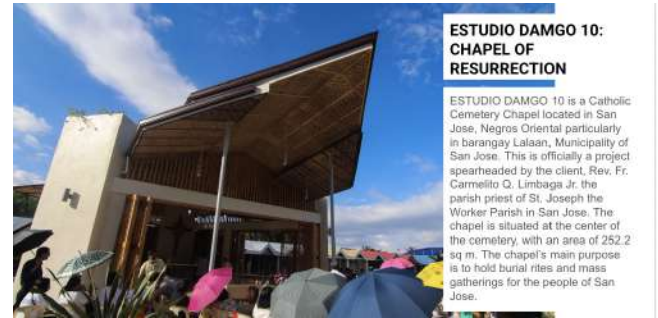 ESTUDIO DAMGO 10:
CHAPEL OF
RESURRECTION
ESTUDIO DAMGO 10 is a Catholic
Cemetery Chapel located in San
Jose, Negros Oriental particularly
in barangay Lalaan, Municipality of
San Jose. This is officially a project
spearheaded by the client, Rev. Fr.
Carmelito Q. Limbaga Jr. the
parish priest of St. Joseph the
Worker Parish in San Jose. The
chapel is situated at the center of
the cemetery, with an area of 252.2
sq m. The chapel's main purpose
is to hold burial rites and mass
gatherings for the people of San
Jose.